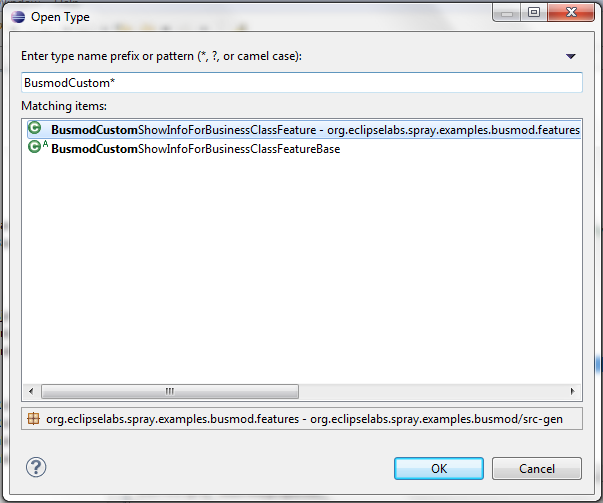 Open Type
Enter type name prefix or pattern (*, ?, or camel case):
BusmodCustom*
Matching items:
BusmodCustomShowInfoForBusinessClassFeature - org.eclipselabs.spray.examples.busmod.features
BusmodCustomShowInfoForBusinessClassFeatureBase
org.eclipselabs.spray.examples.busmod.features - org.eclipselabs.spray.examples.busmod/src-gen
OK
Cancel